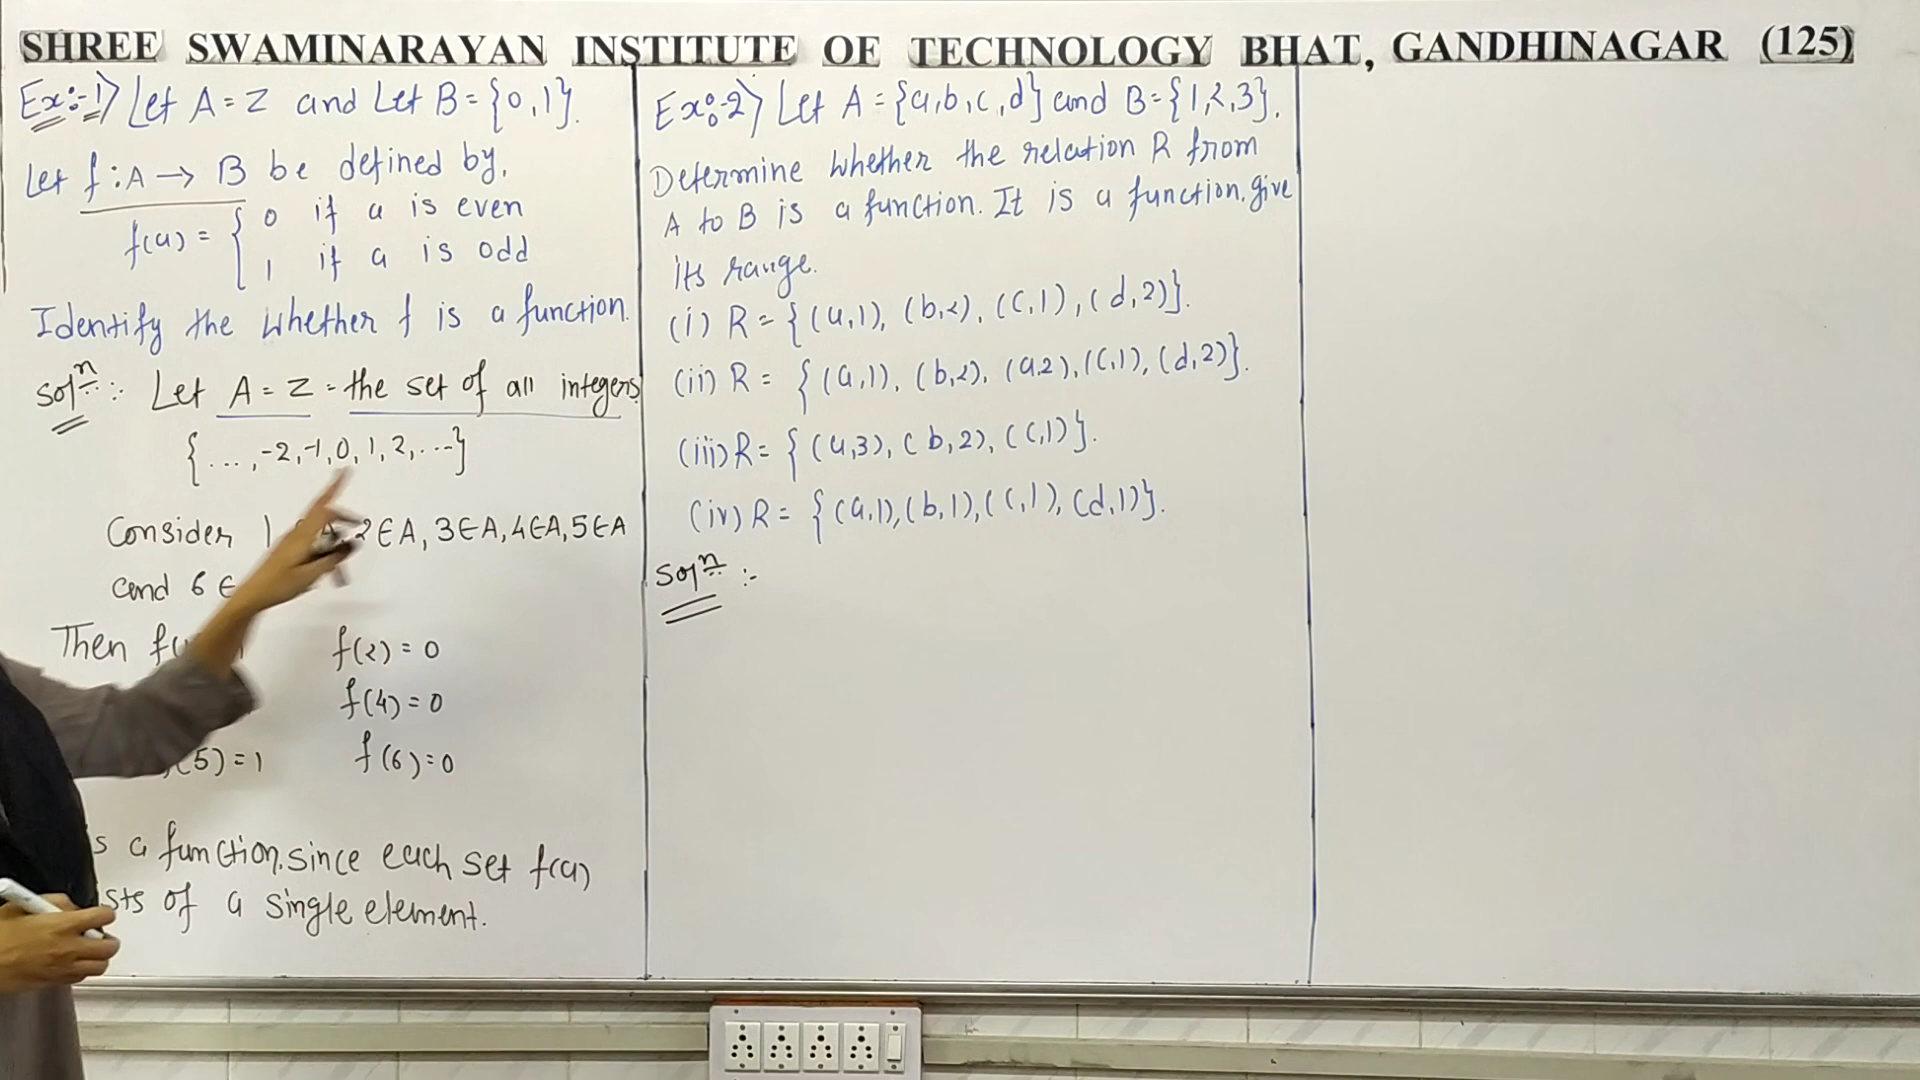 SHREE SWAMINARAYAN INSTITUTE OF TECHNOLOGY BHAT, GANDHINAGAR (125)
Ex:-1) Let A = Z and Let B = {0,1}.
Let f : A → B be defined by,
f(a) = { 0 if a is even
1 if a is odd
Identify the whether f is a function.
Solⁿ :- Let A = Z = the set of all integers
{..., -2, -1, 0, 1, 2, ...}
Consider 1 2 ∈ A, 3 ∈ A, 4 ∈ A, 5 ∈ A
and 6 ∈
Then f(2) = 0
f(4) = 0
(5) = 1 f(6) = 0
a function. since each set f(a)
of a single element.
Ex:-2) Let A = {a,b,c,d} and B = {1,2,3}.
Determine whether the relation R from
A to B is a function. It is a function, give
its range.
(i) R = {(a,1), (b,2), (c,1), (d,2)}.
(ii) R = {(a,1), (b,2), (a,2), (c,1), (d,2)}.
(iii) R = {(a,3), (b,2), (c,1)}.
(iv) R = {(a,1), (b,1), (c,1), (d,1)}.
Solⁿ :-